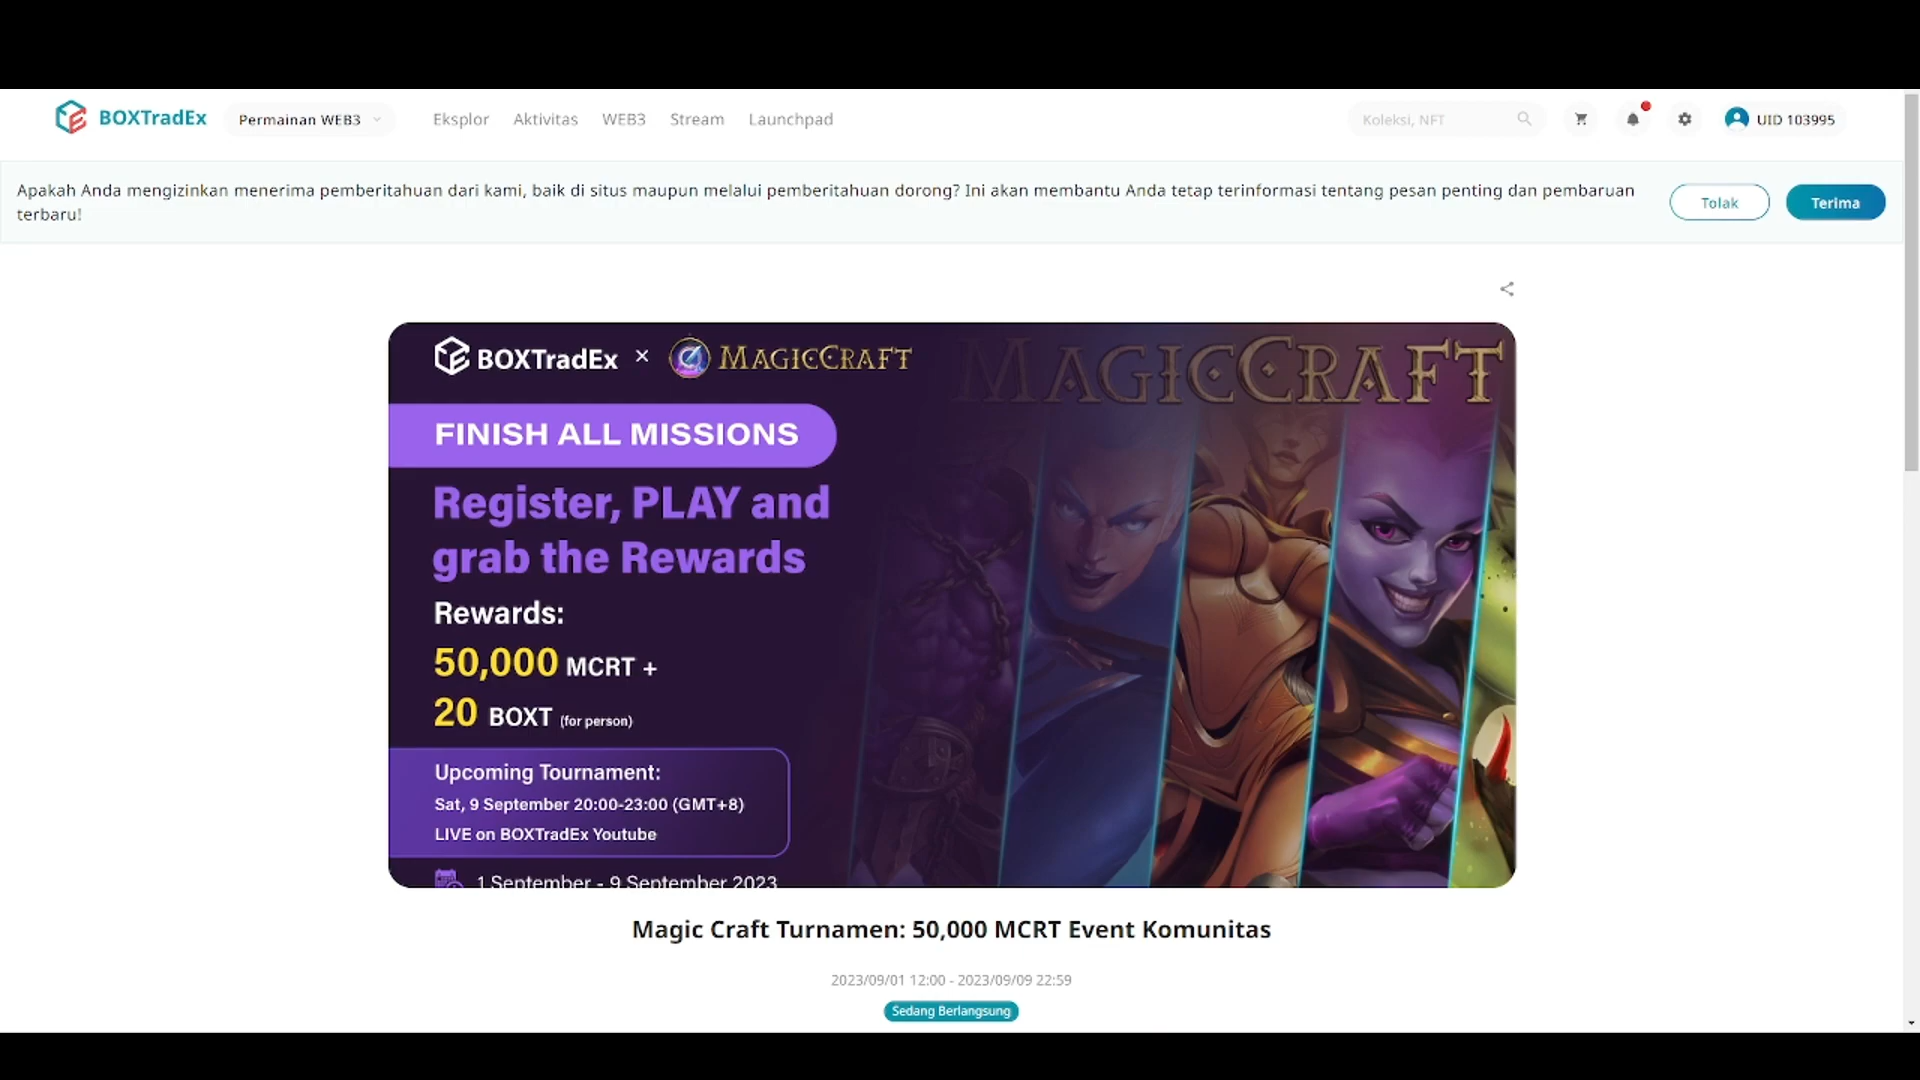 BOXTradEx
Permainan WEB3
Eksplor
Aktivitas
WEB3
Stream
Launchpad
Koleksi, NFT
UID 103995
Apakah Anda mengizinkan menerima pemberitahuan dari kami, baik di situs maupun melalui pemberitahuan dorong? Ini akan membantu Anda tetap terinformasi tentang pesan penting dan pembaruan
terbaru!
Tolak
Terima
BOXTradEx × MAGICCRAFT
MAGICCRAFT
FINISH ALL MISSIONS
Register, PLAY and
grab the Rewards
Rewards:
50,000 MCRT +
20 BOXT (for person)
Upcoming Tournament:
Sat, 9 September 20:00-23:00 (GMT+8)
LIVE on BOXTradEx Youtube
1 September - 9 September 2023
Magic Craft Turnamen: 50,000 MCRT Event Komunitas
2023/09/01 12:00 - 2023/09/09 22:59
Sedang Berlangsung